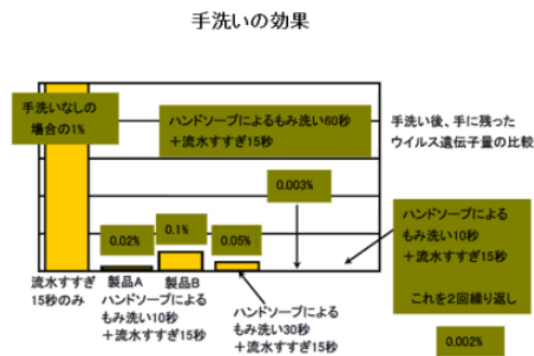 手洗いの効果
手洗いなしの
場合の1%
ハンドソープによるもみ洗い60秒
+流水すすぎ15秒
手洗い後、手に残った
ウイルス遺伝子量の比較
0.003%
0.02%
0.1%
0.05%
ハンドソープによる
もみ洗い10秒
+流水すすぎ15秒
これを2回繰り返し
0.002%
流水すすぎ
15秒のみ
製品A
製品B
ハンドソープによる
もみ洗い10秒
+流水すすぎ15秒
ハンドソープによる
もみ洗い30秒
+流水すすぎ15秒